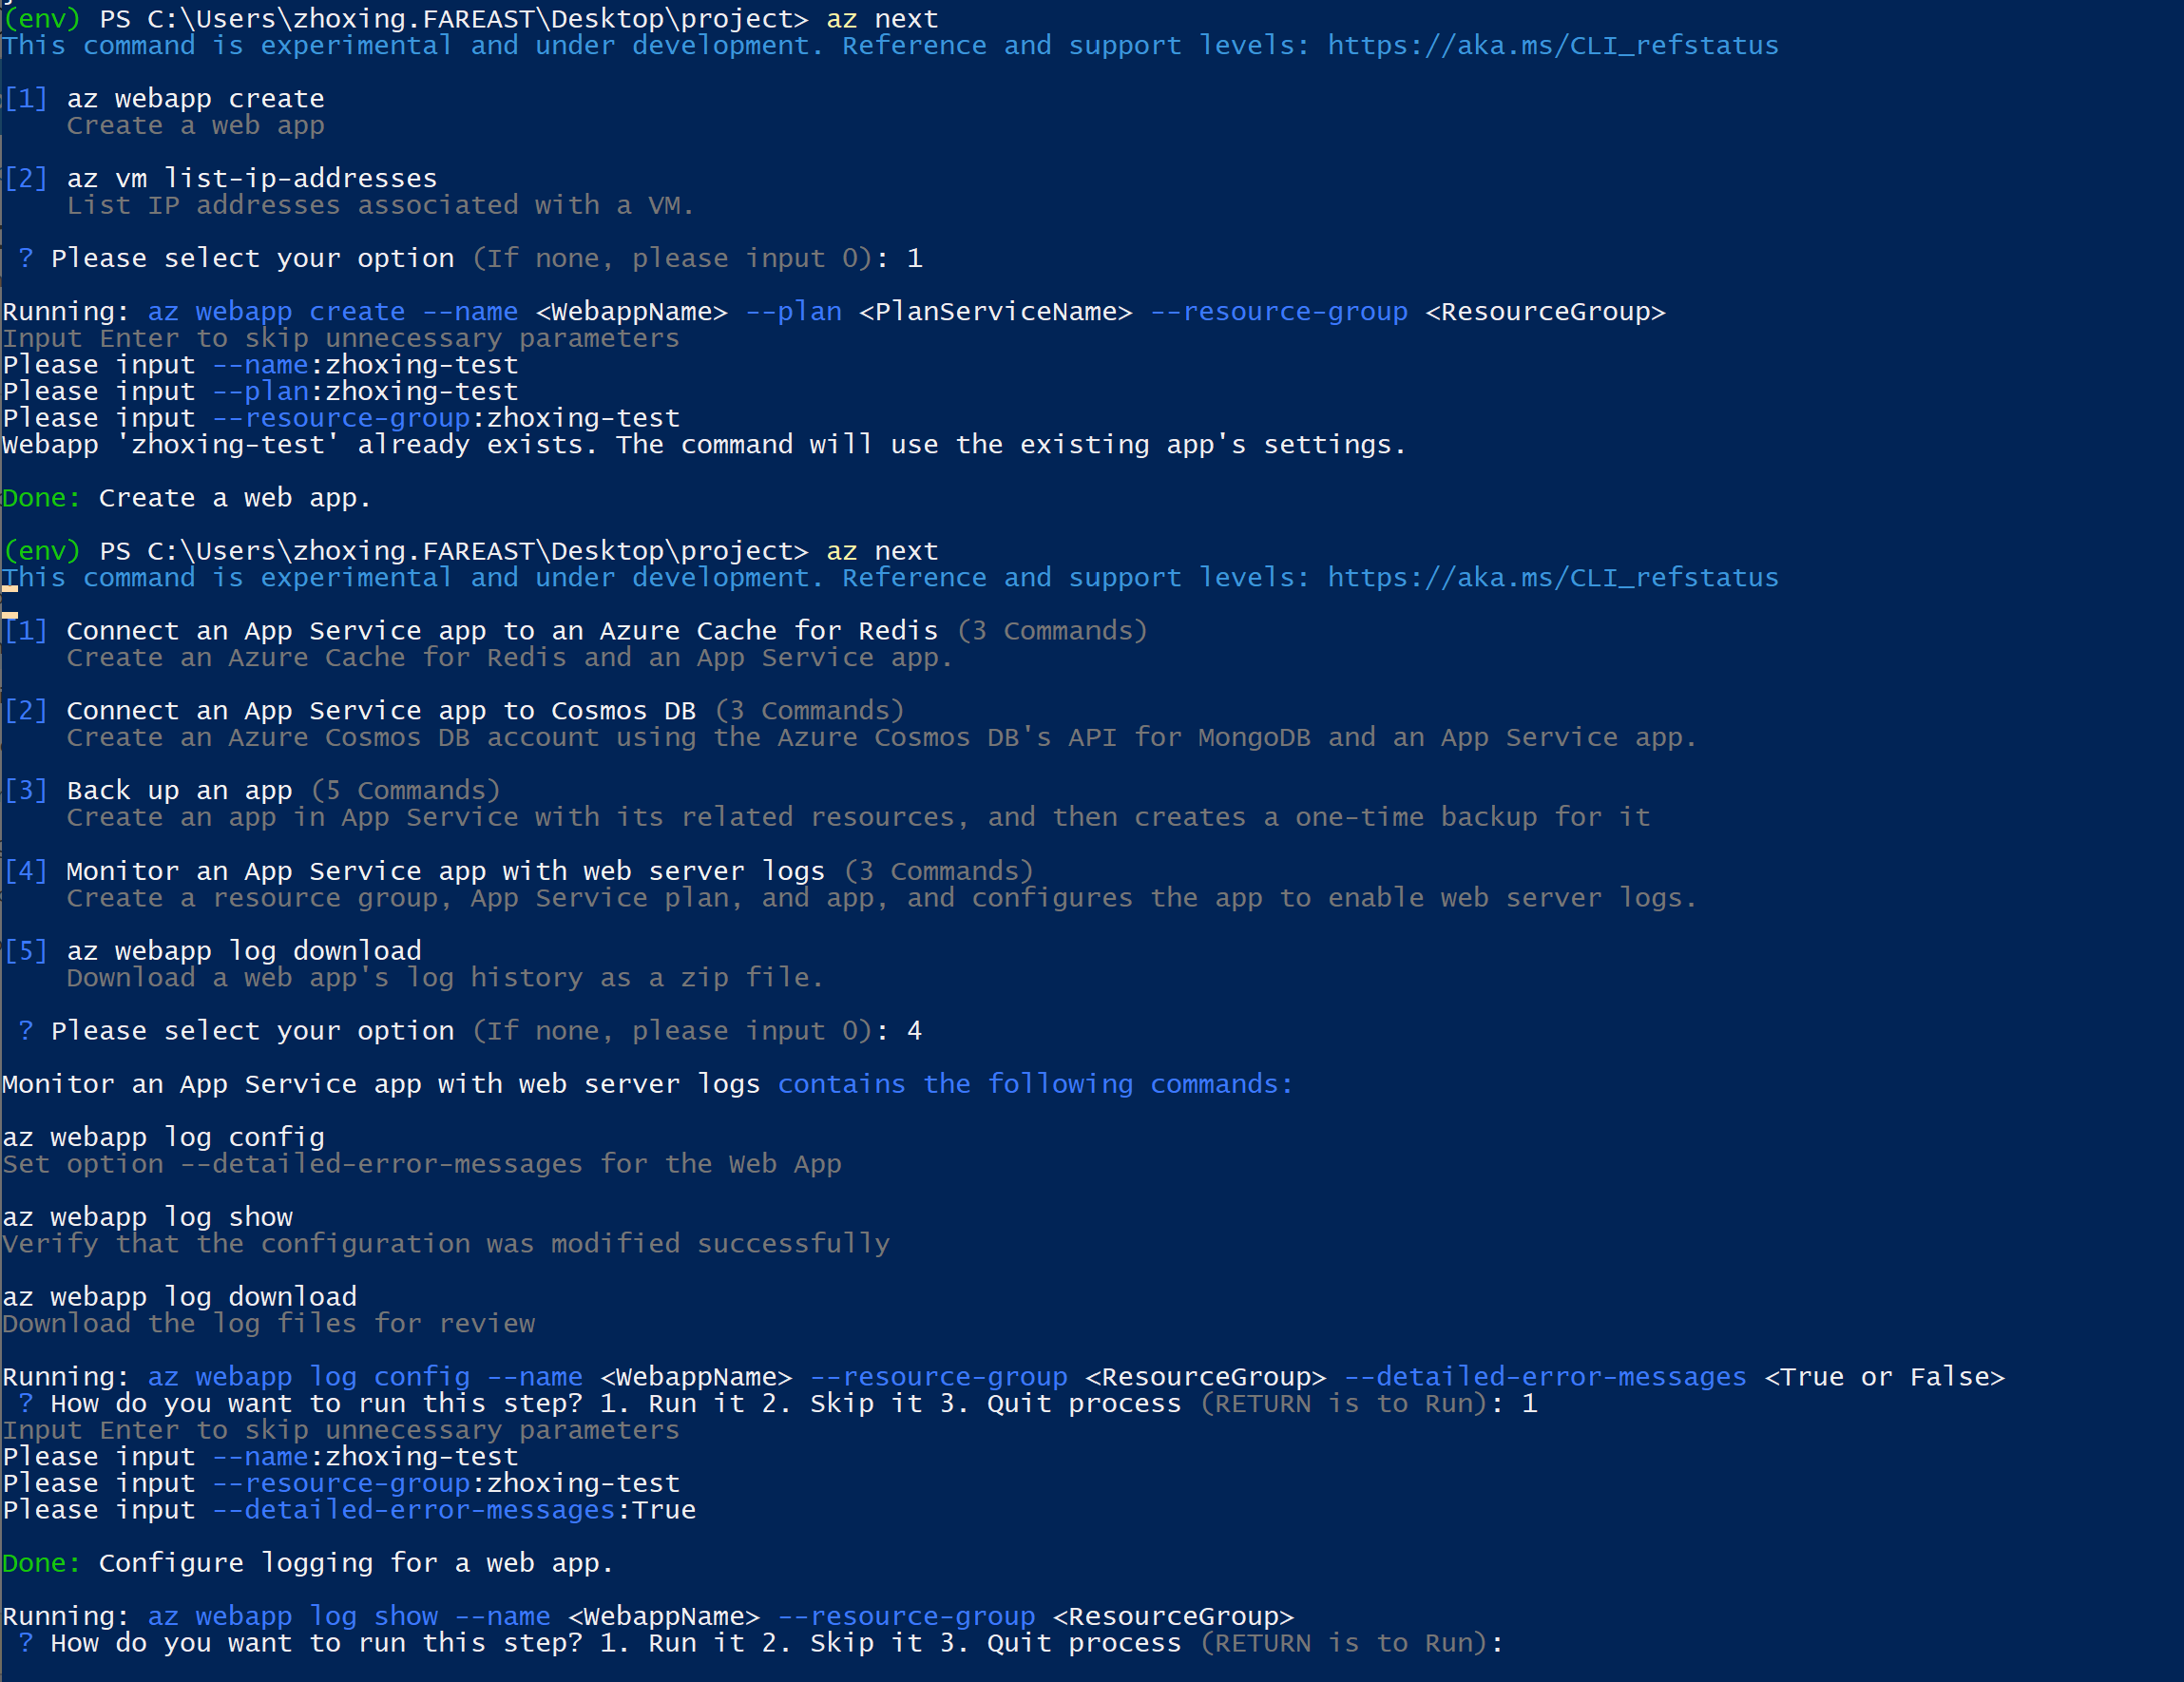 (env) PS C:\Users\zhoxing.FAREAST\Desktop\project> az next
This command is experimental and under development. Reference and support levels: https://aka.ms/CLI_refstatus
[1] az webapp create
Create a web app
[2] az vm list-ip-addresses
List IP addresses associated with a VM.
? Please select your option (If none, please input 0): 1
Running: az webapp create --name <WebappName> --plan <PlanServiceName> --resource-group <ResourceGroup>
Input Enter to skip unnecessary parameters
Please input --name:zhoxing-test
Please input --plan:zhoxing-test
Please input --resource-group:zhoxing-test
Webapp 'zhoxing-test' already exists. The command will use the existing app's settings.
Done: Create a web app.
(env) PS C:\Users\zhoxing.FAREAST\Desktop\project> az next
This command is experimental and under development. Reference and support levels: https://aka.ms/CLI_refstatus
[1] Connect an App Service app to an Azure Cache for Redis (3 Commands)
Create an Azure Cache for Redis and an App Service app.
[2] Connect an App Service app to Cosmos DB (3 Commands)
Create an Azure Cosmos DB account using the Azure Cosmos DB's API for MongoDB and an App Service app.
[3] Back up an app (5 Commands)
Create an app in App Service with its related resources, and then creates a one-time backup for it
[4] Monitor an App Service app with web server logs (3 Commands)
Create a resource group, App Service plan, and app, and configures the app to enable web server logs.
[5] az webapp log download
Download a web app's log history as a zip file.
? Please select your option (If none, please input 0): 4
Monitor an App Service app with web server logs contains the following commands:
az webapp log config
Set option --detailed-error-messages for the Web App
az webapp log show
Verify that the configuration was modified successfully
az webapp log download
Download the log files for review
Running: az webapp log config --name <WebappName> --resource-group <ResourceGroup> --detailed-error-messages <True or False>
? How do you want to run this step? 1. Run it 2. Skip it 3. Quit process (RETURN is to Run): 1
Input Enter to skip unnecessary parameters
Please input --name:zhoxing-test
Please input --resource-group:zhoxing-test
Please input --detailed-error-messages:True
Done: Configure logging for a web app.
Running: az webapp log show --name <WebappName> --resource-group <ResourceGroup>
? How do you want to run this step? 1. Run it 2. Skip it 3. Quit process (RETURN is to Run):